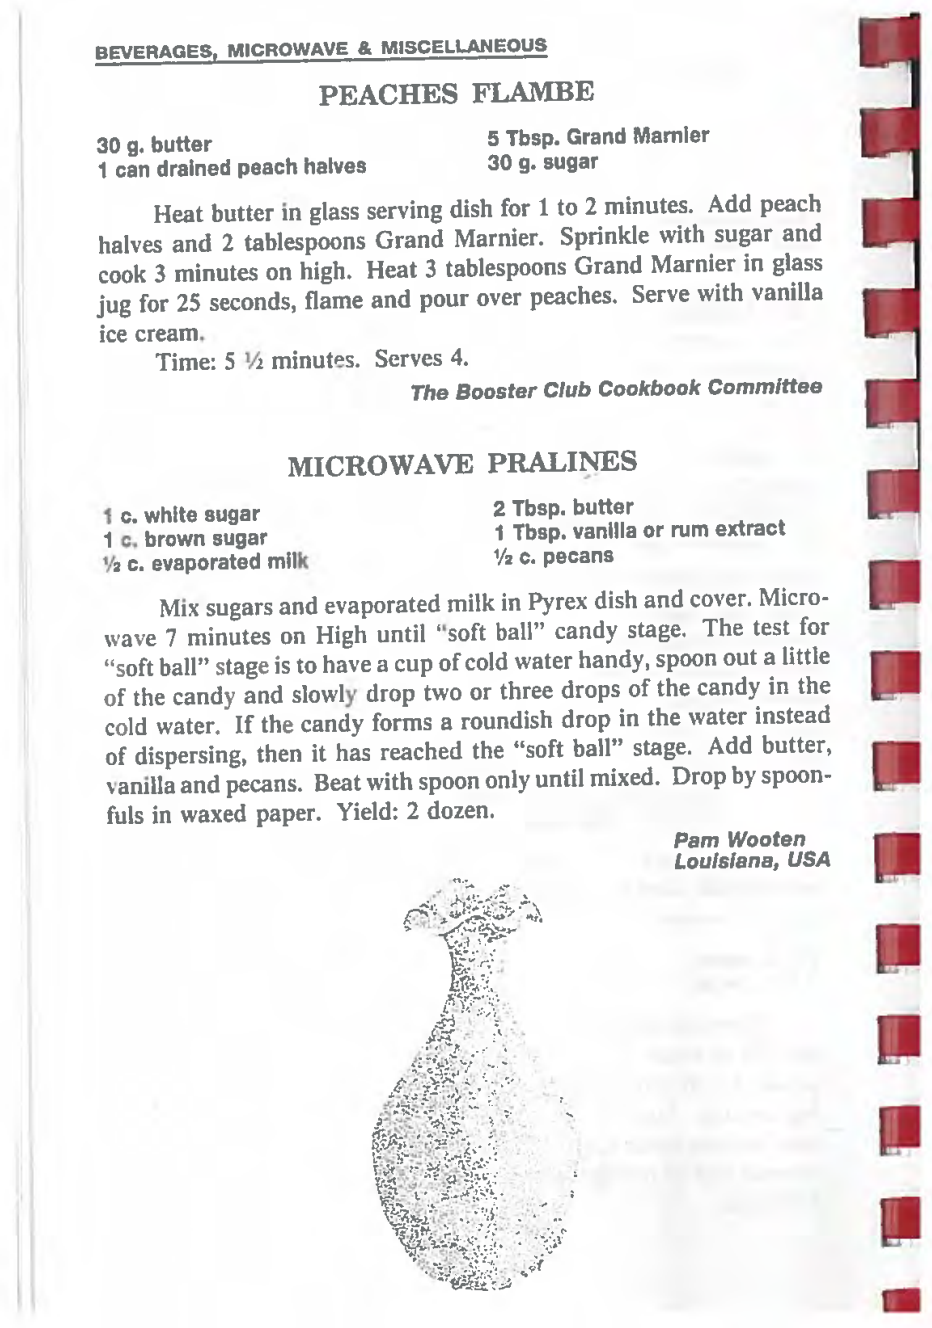 BEVERAGES, MICROWAVE & MISCELLANEOUS
PEACHES FLAMBE
30 g. butter
1 can drained peach halves
5 Tbsp. Grand Marnier
30 g. sugar
Heat butter in glass serving dish for 1 to 2 minutes. Add peach
halves and 2 tablespoons Grand Marnier. Sprinkle with sugar and
cook 3 minutes on high. Heat 3 tablespoons Grand Marnier in glass
jug for 25 seconds, flame and pour over peaches. Serve with vanilla
ice cream.
Time: 5 ½ minutes. Serves 4.
The Booster Club Cookbook Committee
MICROWAVE PRALINES
1 c. white sugar
1 c. brown sugar
½ c. evaporated milk
2 Tbsp. butter
1 Tbsp. vanilla or rum extract
½ c. pecans
Mix sugars and evaporated milk in Pyrex dish and cover. Micro-
wave 7 minutes on High until “soft ball” candy stage. The test for
“soft ball” stage is to have a cup of cold water handy, spoon out a little
of the candy and slowly drop two or three drops of the candy in the
cold water. If the candy forms a roundish drop in the water instead
of dispersing, then it has reached the “soft ball” stage. Add butter,
vanilla and pecans. Beat with spoon only until mixed. Drop by spoon-
fuls in waxed paper. Yield: 2 dozen.
Pam Wooten
Louisiana, USA